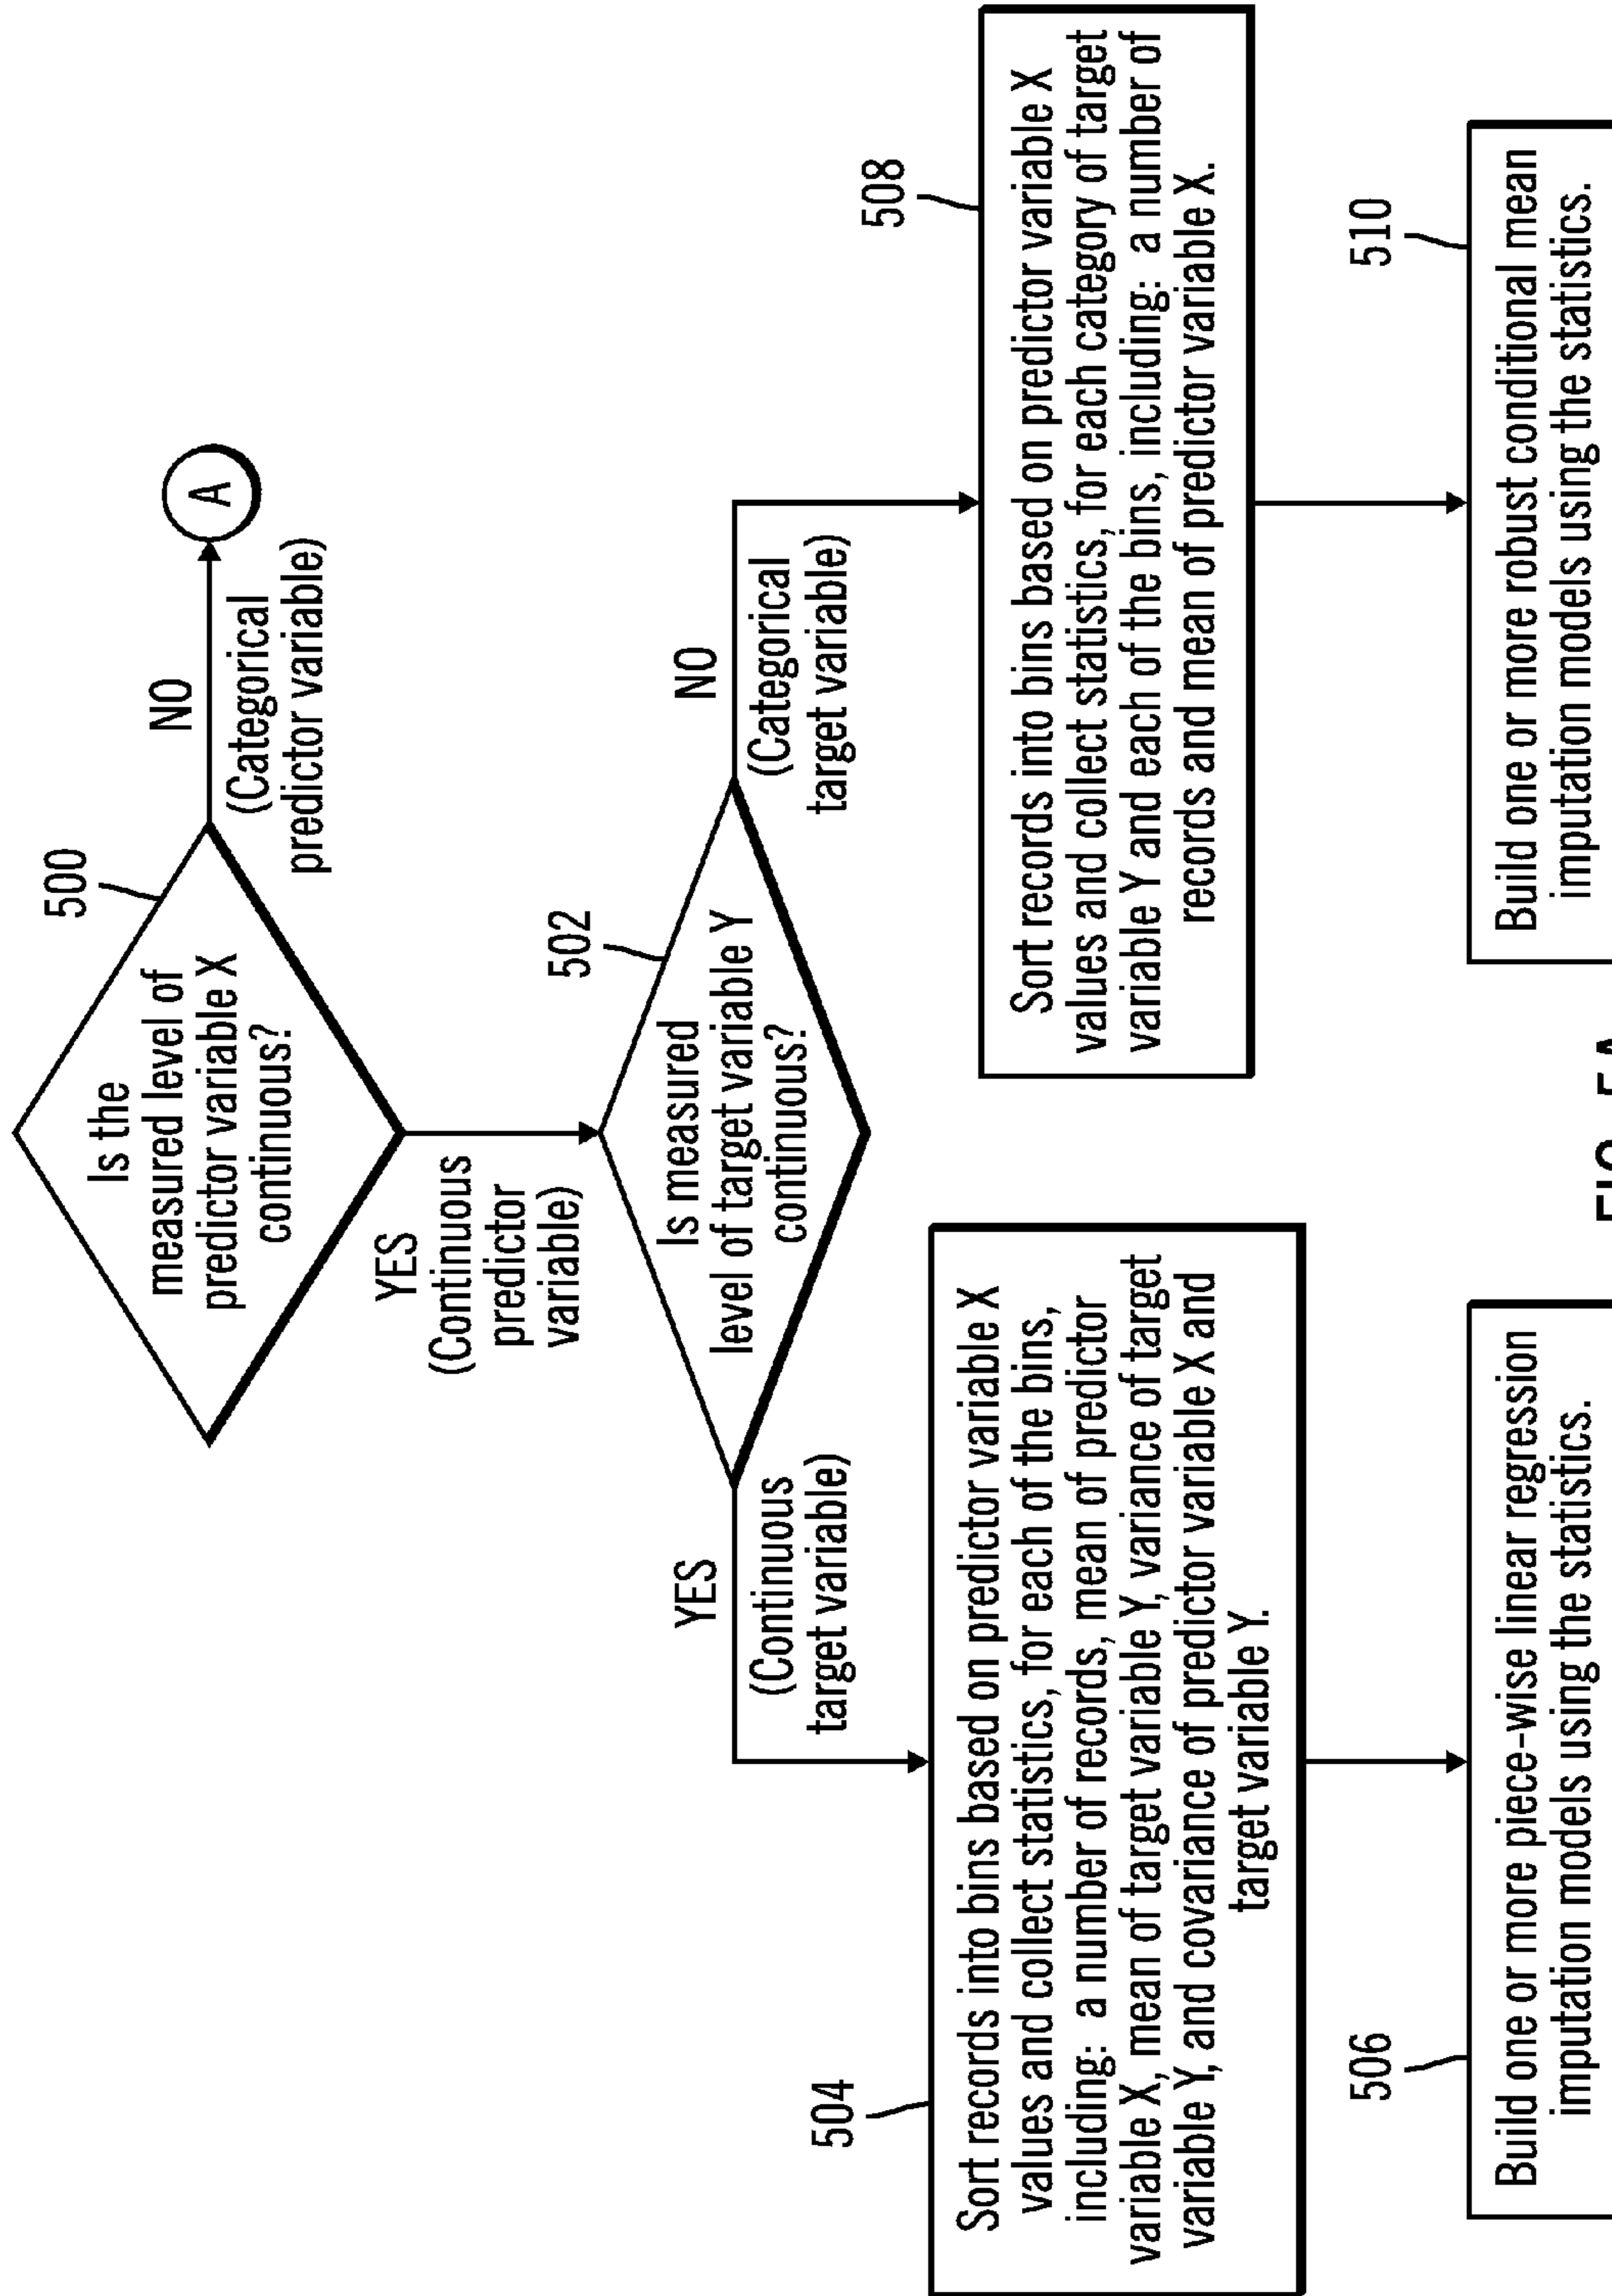 500
Is the
measured level of
predictor variable X
continuous?
NO
(Categorical
predictor variable)
A
YES
(Continuous
predictor
variable)
502
Is measured
level of target variable Y
continuous?
YES
(Continuous
target variable)
NO
(Categorical
target variable)
504
Sort records into bins based on predictor variable X
values and collect statistics, for each of the bins,
including: a number of records, mean of predictor
variable X, mean of target variable Y, variance of target
variable Y, and covariance of predictor variable X and
target variable Y.
508
Sort records into bins based on predictor variable X
values and collect statistics, for each category of target
variable Y and each of the bins, including: a number of
records and mean of predictor variable X.
506
Build one or more piece-wise linear regression
imputation models using the statistics.
510
Build one or more robust conditional mean
imputation models using the statistics.
FIG. 5A